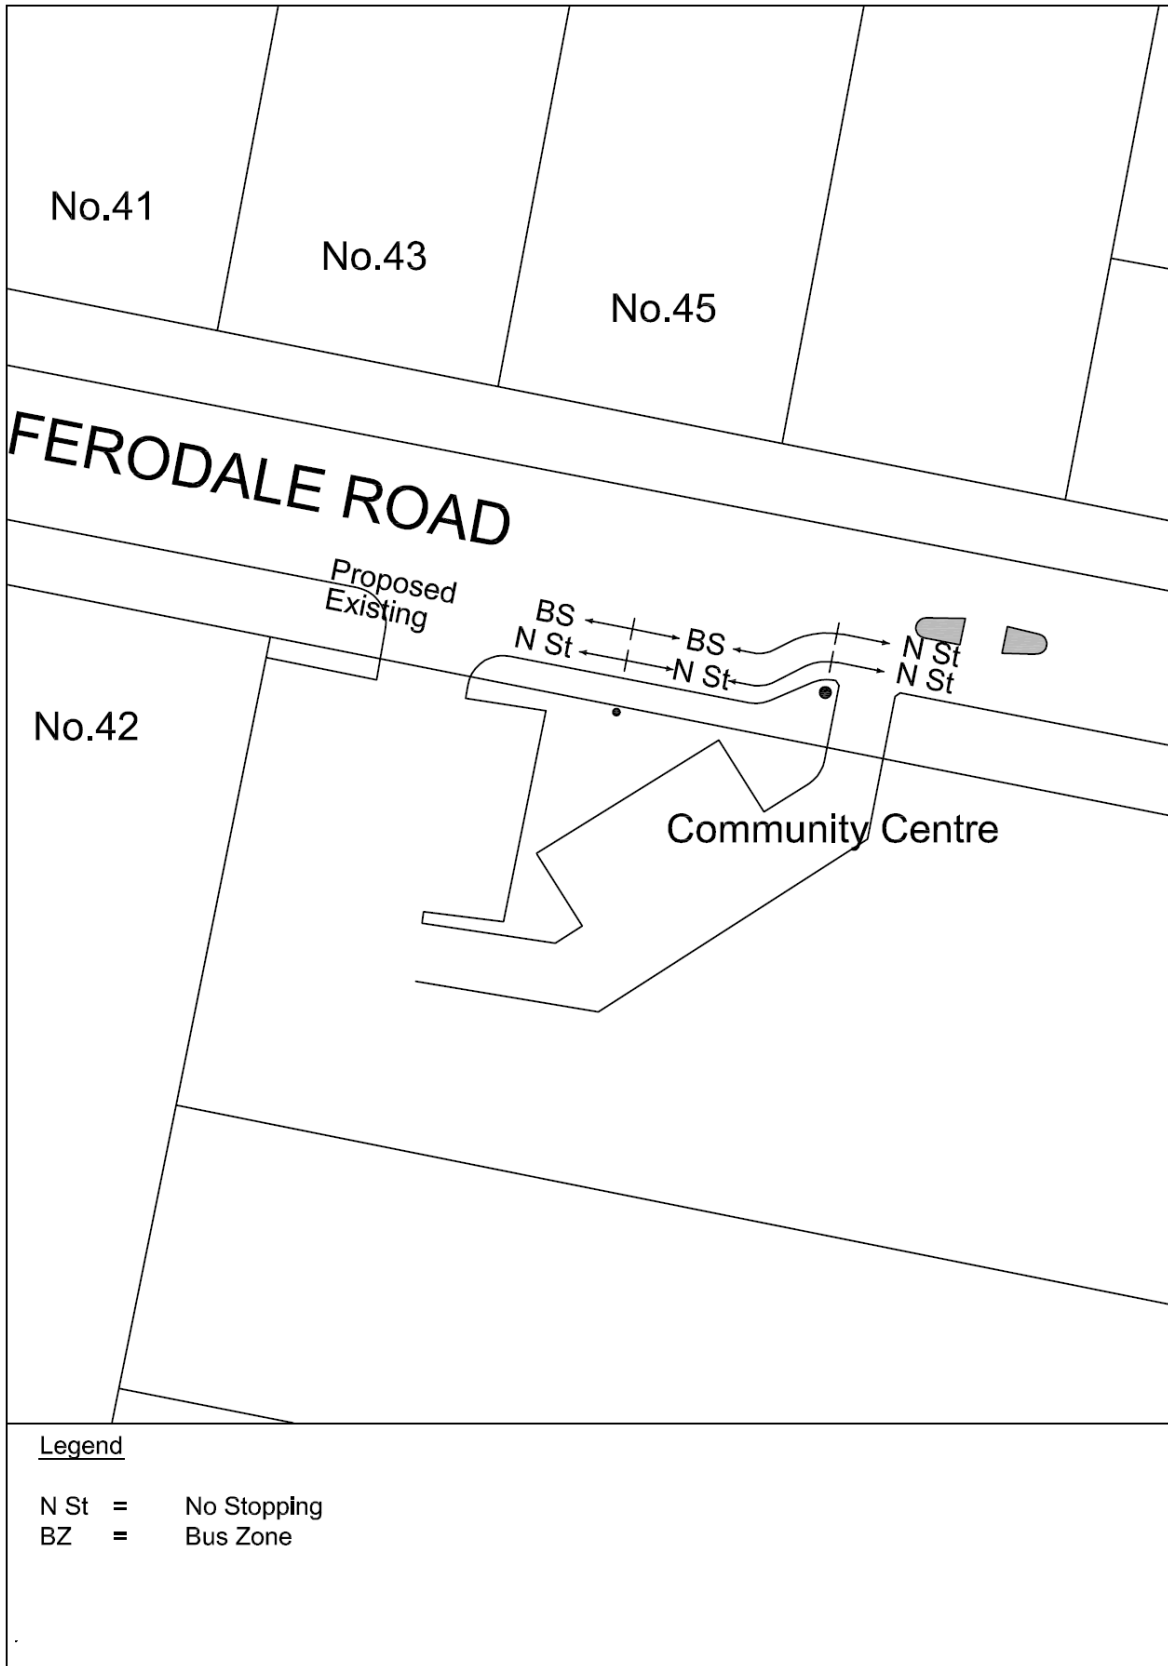 No.41
No.43
No.45
FERODALE ROAD
Proposed
Existing
BS BS N St
N St N St N St
No.42
Community Centre
Legend
N St = No Stopping
BZ = Bus Zone